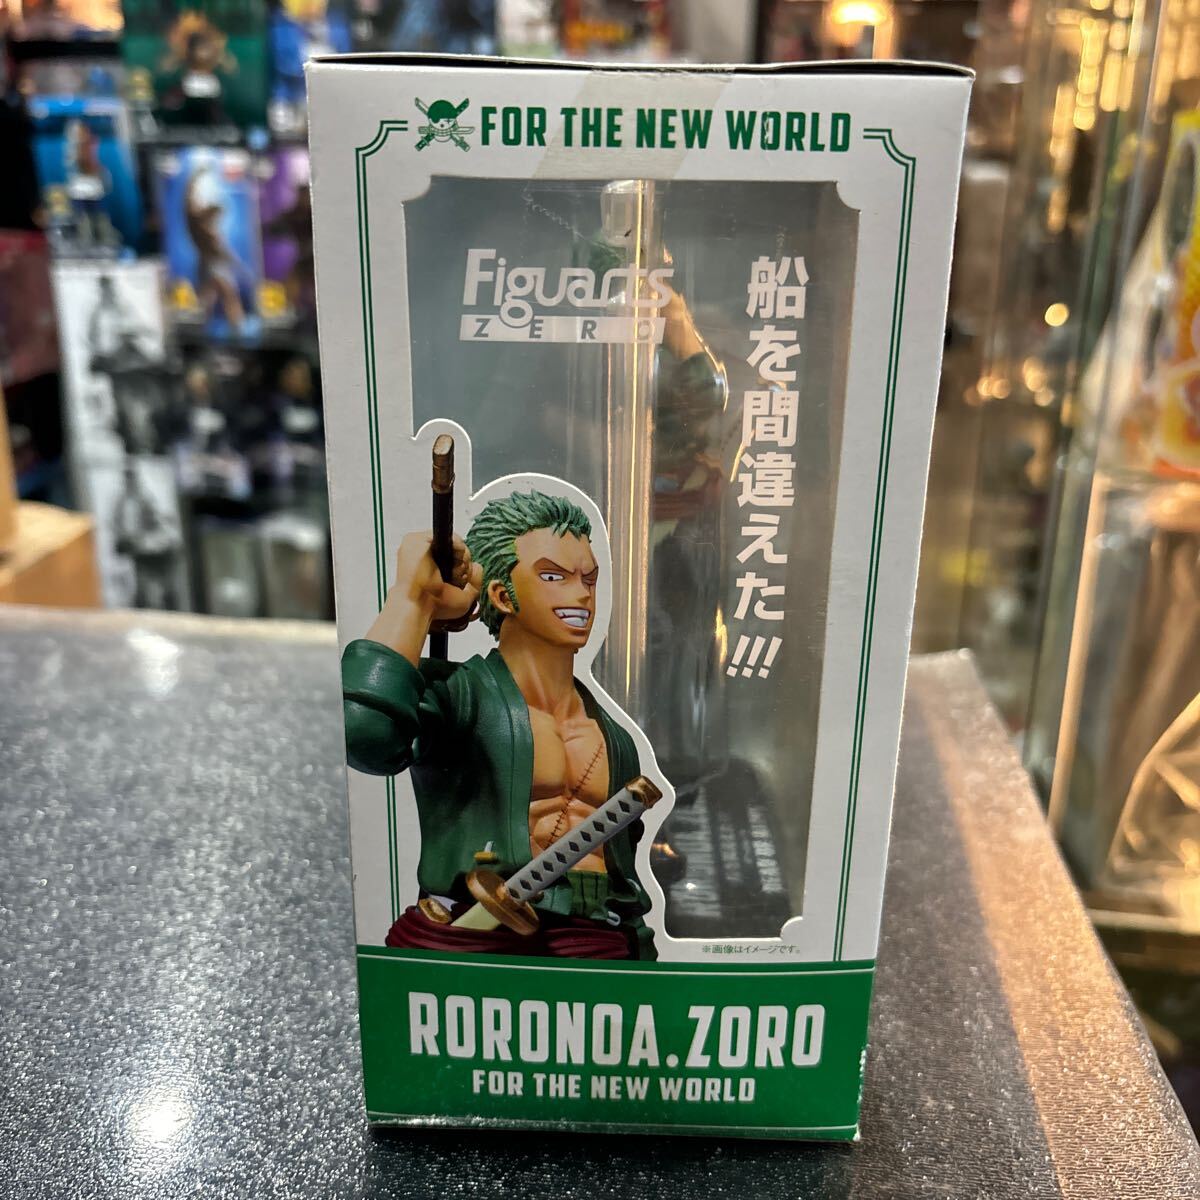 FOR THE NEW WORLD
Figuarts
ZERO
船を間違えた!!!
※画像はイメージです。
RORONOA.ZORO
FOR THE NEW WORLD